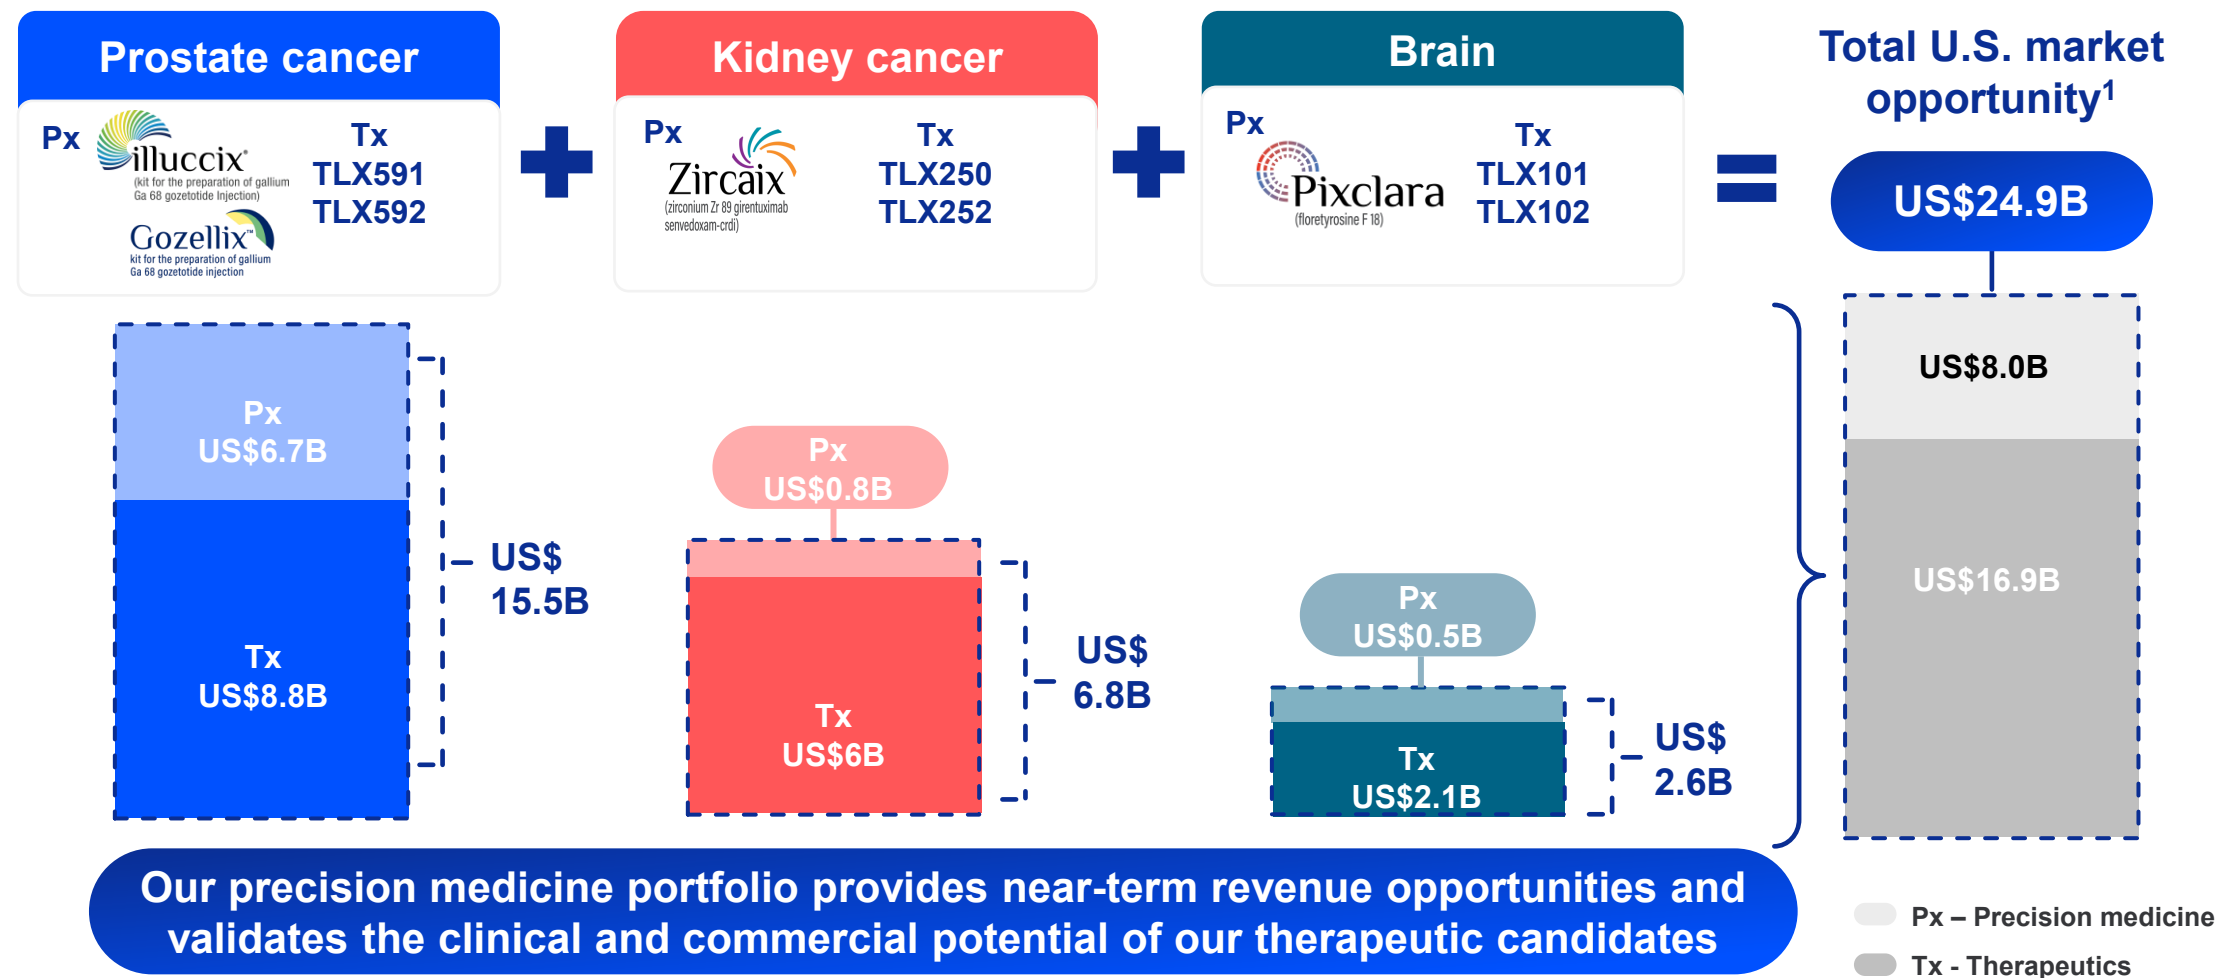 Prostate cancer
Px
illuccix®
(kit for the preparation of gallium
Ga 68 gozetotide Injection)
Gozellix™
kit for the preparation of gallium
Ga 68 gozetotide injection
Tx
TLX591
TLX592
Kidney cancer
Px
Zircaix
(zirconium Zr 89 girentuximab
senvedoxam-crdi)
Tx
TLX250
TLX252
Brain
Px
Pixclara
(floretyrosine F 18)
Tx
TLX101
TLX102
Total U.S. market
opportunity1
US$24.9B
Px
US$6.7B
Tx
US$8.8B
US$
15.5B
Px
US$0.8B
Tx
US$6B
US$
6.8B
Px
US$0.5B
Tx
US$2.1B
US$
2.6B
US$8.0B
US$16.9B
Our precision medicine portfolio provides near-term revenue opportunities and
validates the clinical and commercial potential of our therapeutic candidates
Px – Precision medicine
Tx - Therapeutics